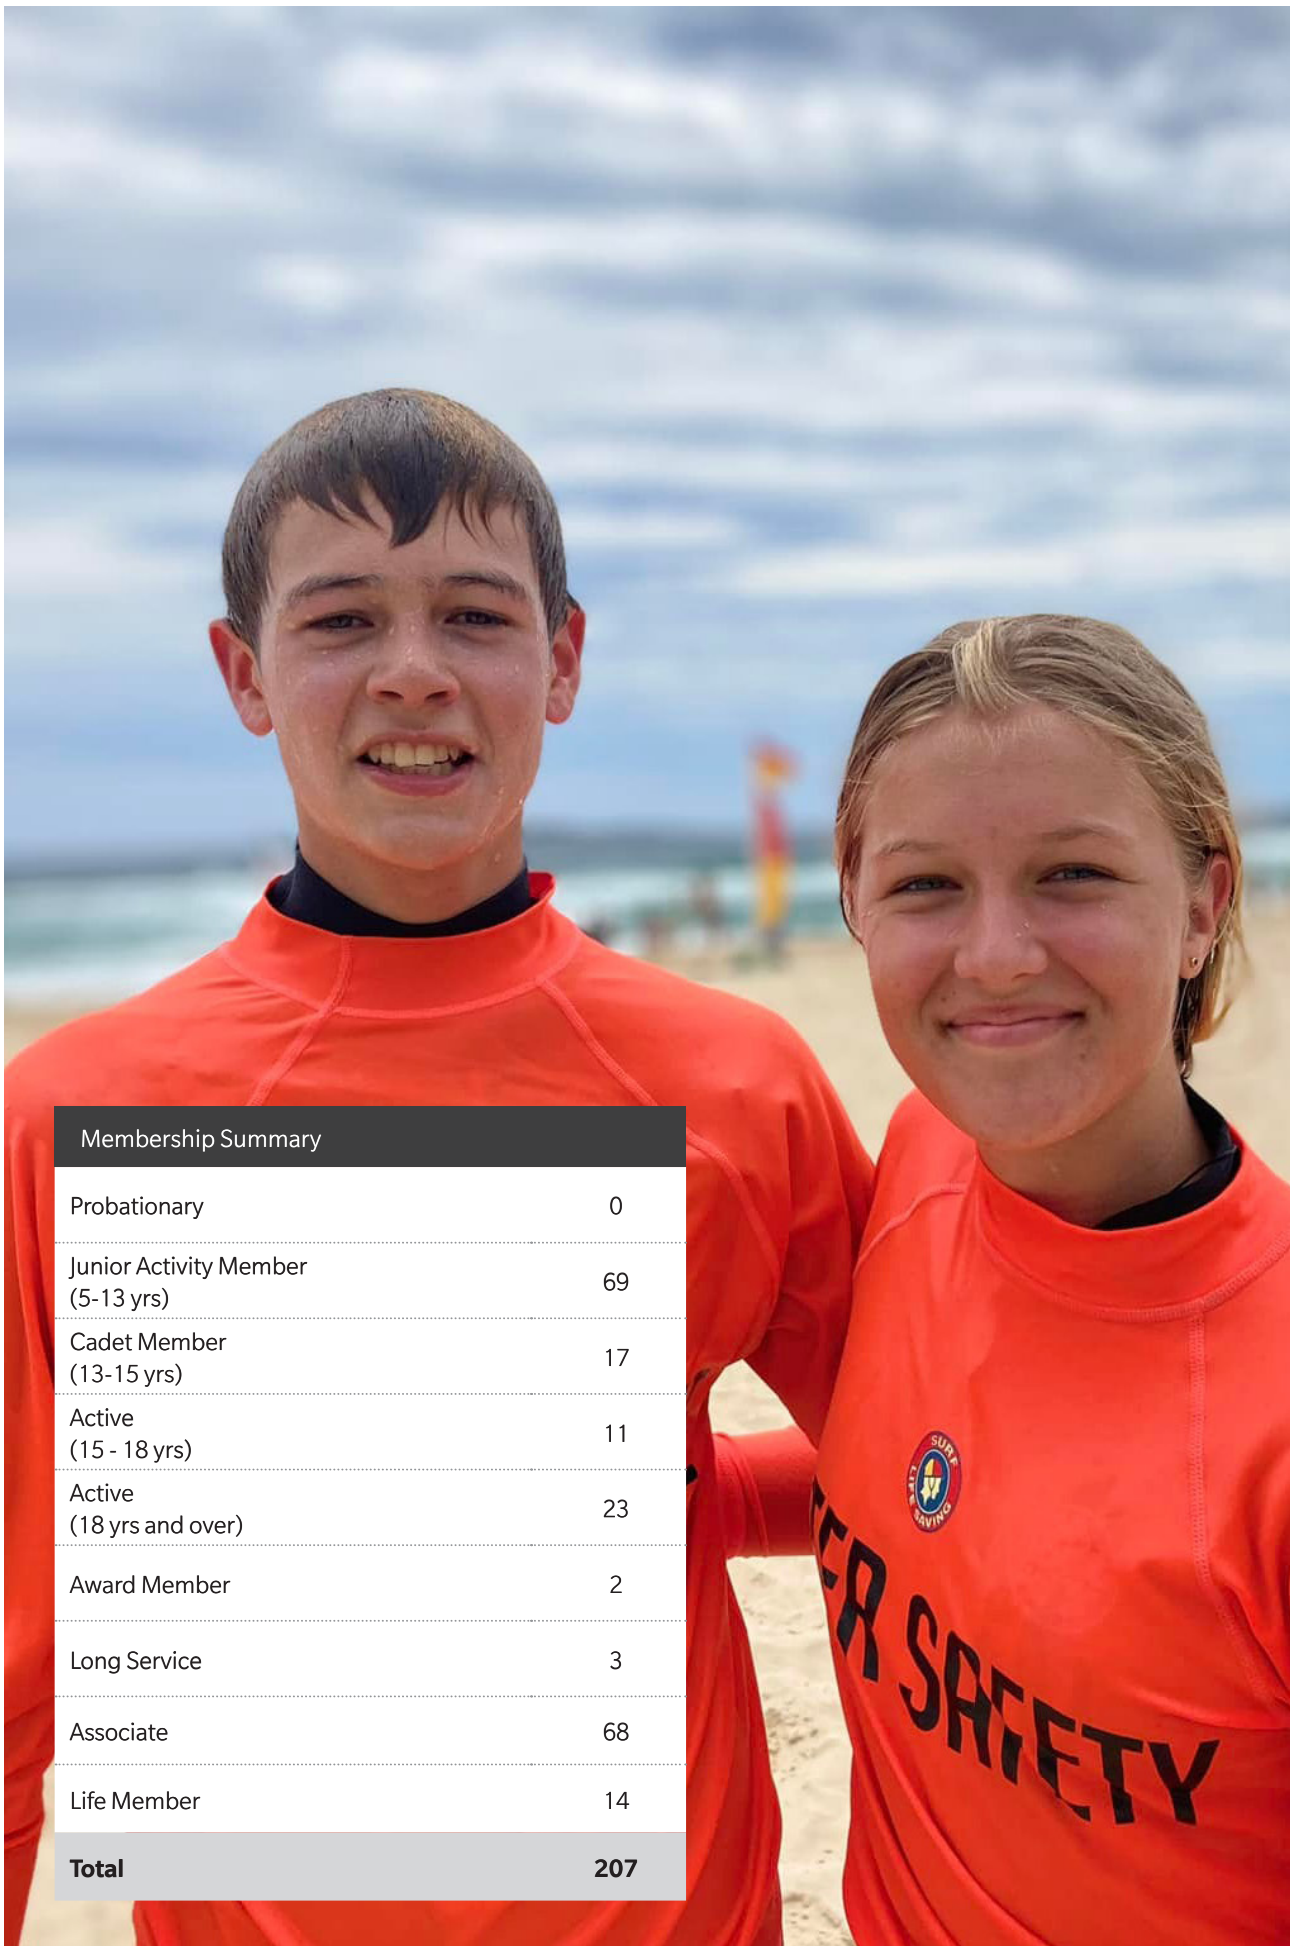 Membership Summary
Probationary 0
Junior Activity Member
(5-13 yrs) 69
Cadet Member
(13-15 yrs) 17
Active
(15 - 18 yrs) 11
Active
(18 yrs and over) 23
Award Member 2
Long Service 3
Associate 68
Life Member 14
Total 207
SURF
LIFE
SAVING
SAFETY